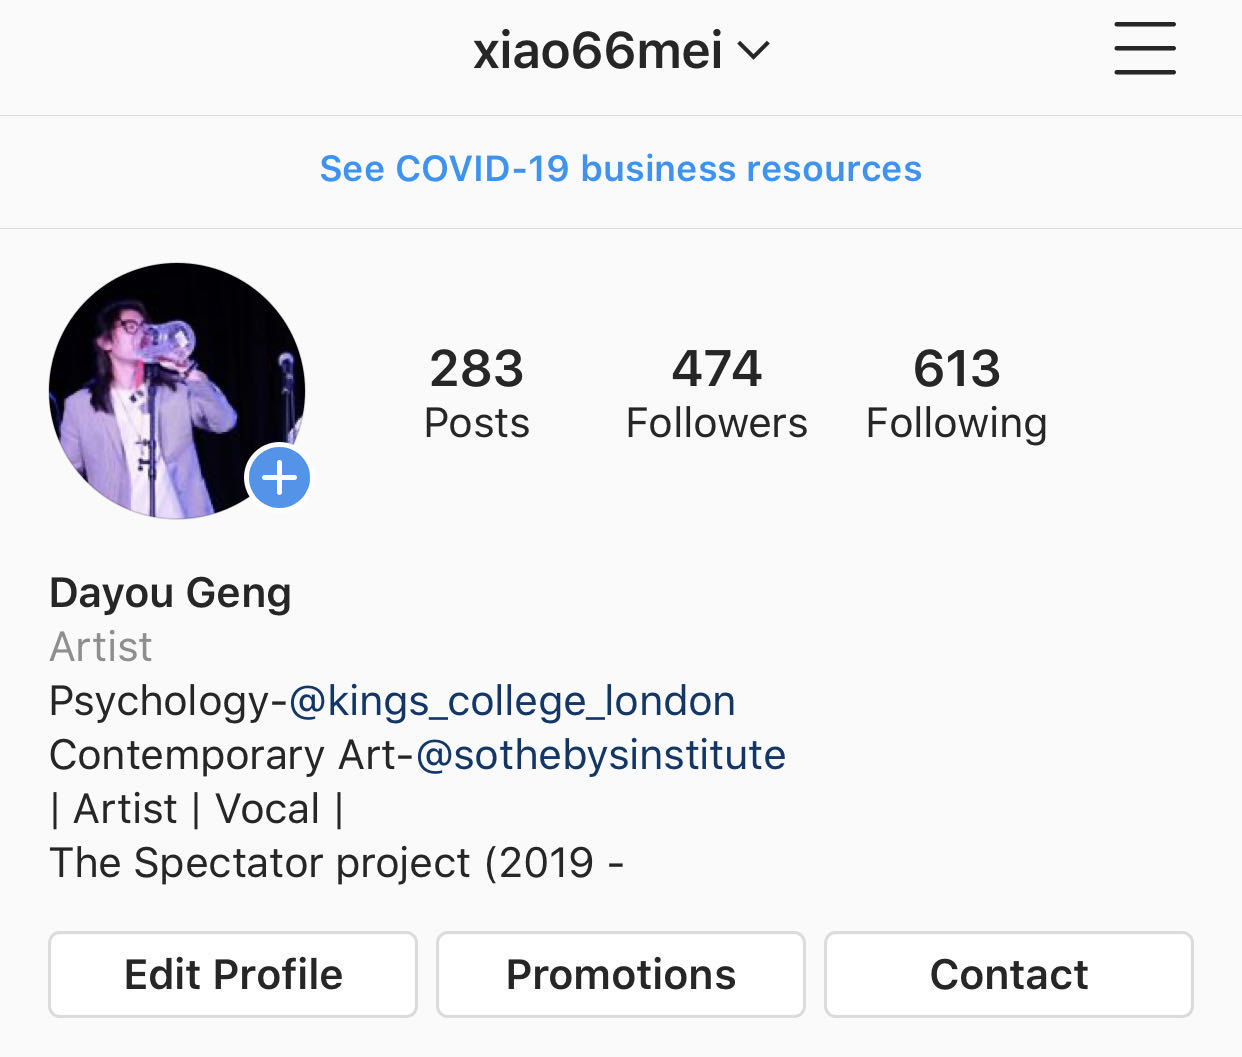 xiao66mei
See COVID-19 business resources
283 474 613
Posts Followers Following
Dayou Geng
Artist
Psychology-@kings_college_london
Contemporary Art-@sothebysinstitute
| Artist | Vocal |
The Spectator project (2019 -
Edit Profile Promotions Contact